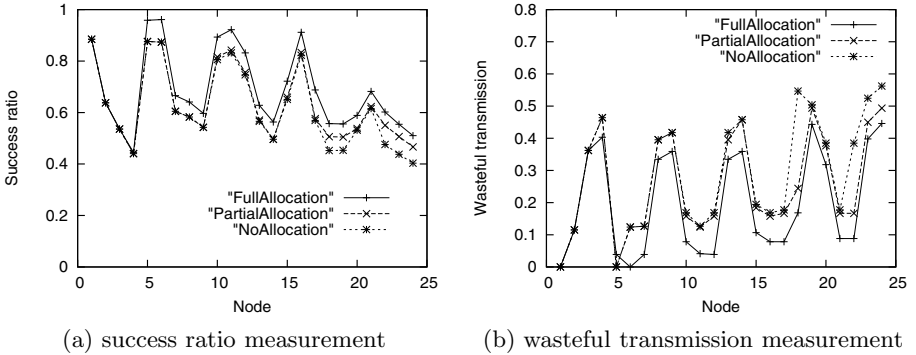 1
0.8
0.6
0.4
0.2
0
Success ratio
"FullAllocation"
"PartialAllocation"
"NoAllocation"
0 5 10 15 20 25
Node
(a) success ratio measurement
0.8
0.7
0.6
0.5
0.4
0.3
0.2
0.1
0
Wasteful transmission
"FullAllocation"
"PartialAllocation"
"NoAllocation"
0 5 10 15 20 25
Node
(b) wasteful transmission measurement